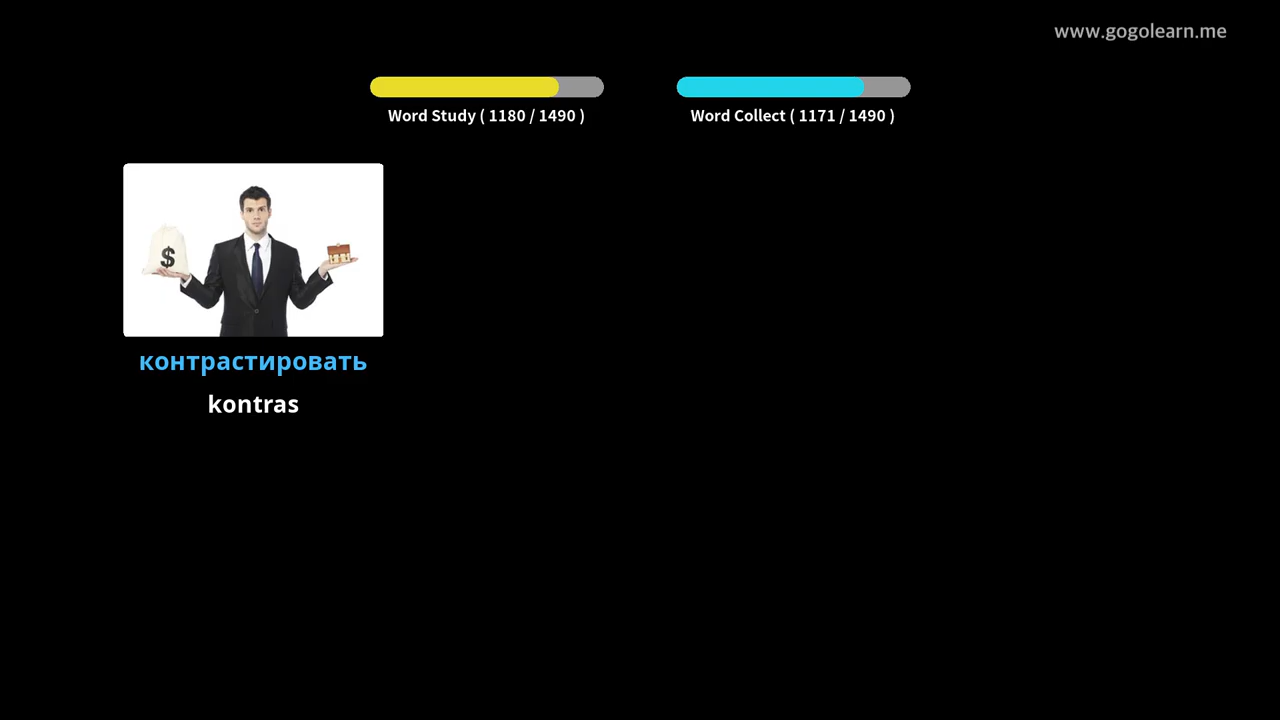 www.gogolearn.me
Word Study ( 1180 / 1490 )
Word Collect ( 1171 / 1490 )
$
контрастировать
kontras